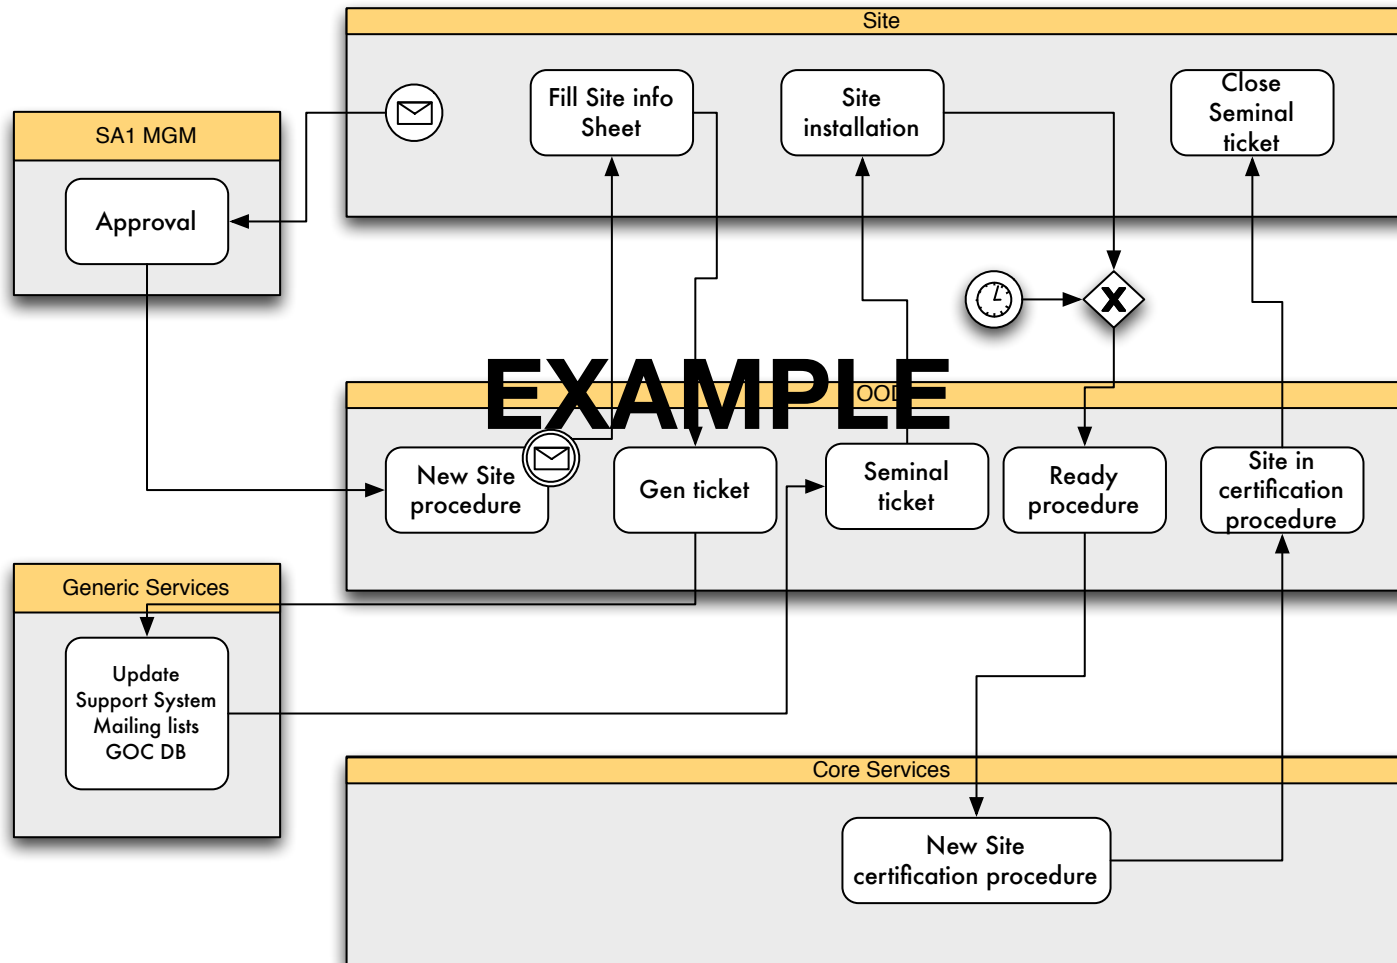 Site
Fill Site info
Sheet
Site
installation
Close
Seminal
ticket
SA1 MGM
Approval
EXAMPLE
New Site
procedure
Gen ticket
Seminal
ticket
Ready
procedure
Site in
certification
procedure
Generic Services
Update
Support System
Mailing lists
GOC DB
Core Services
New Site
certification procedure